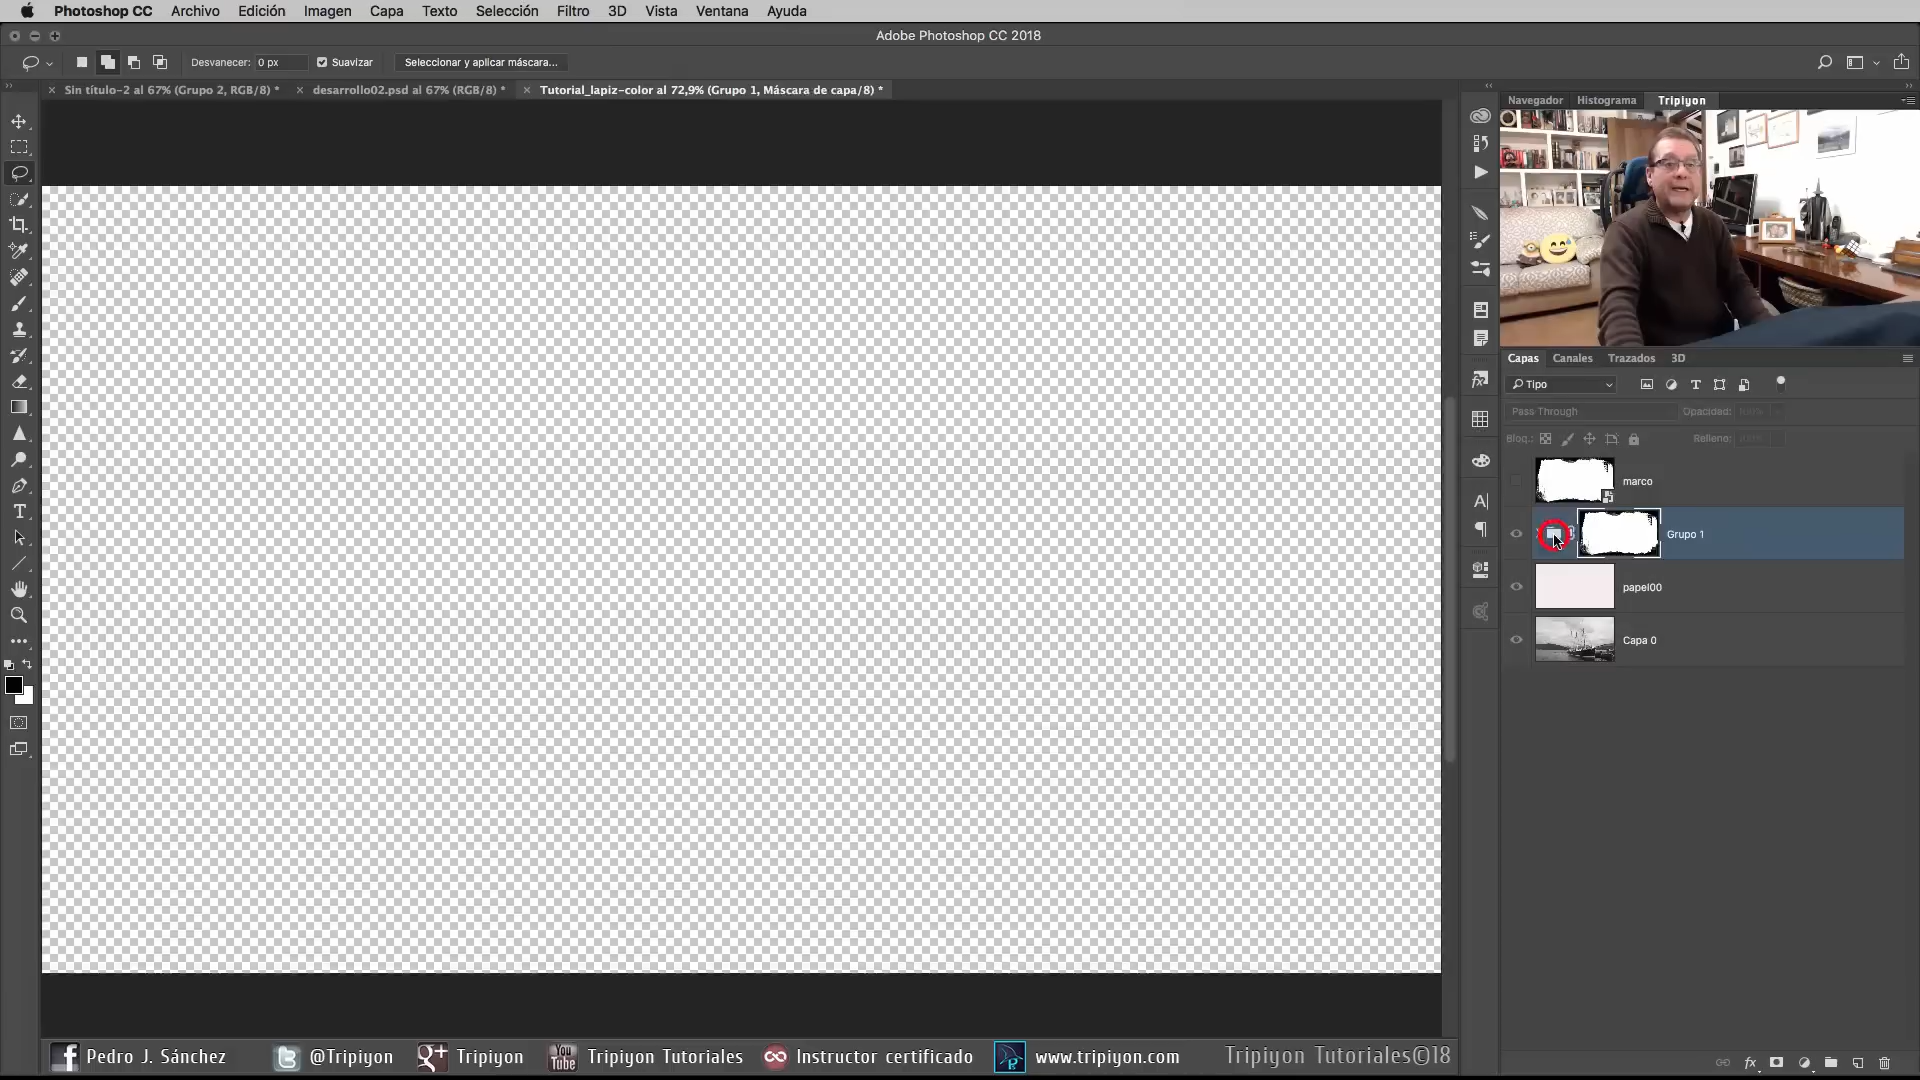 Photoshop CC Archivo Edición Imagen Capa Texto Selección Filtro 3D Vista Ventana Ayuda
Adobe Photoshop CC 2018
Desvanecer: 0 px Suavizar Seleccionar y aplicar máscara...
Sin título-2 al 67% (Grupo 2, RGB/8) * desarrollo02.psd al 67% (RGB/8) * Tutorial_lapiz-color al 72,9% (Grupo 1, Máscara de capa/8) *
Navegador Histograma Tripiyon
Capas Canales Trazados 3D
Tipo
Pass Through Opacidad: 100%
Bloq.: Relleno:
marco
Grupo 1
papel00
Capa 0
Pedro J. Sánchez @Tripiyon Tripiyon You Tube Tripiyon Tutoriales Instructor certificado www.tripiyon.com Tripiyon Tutoriales©18